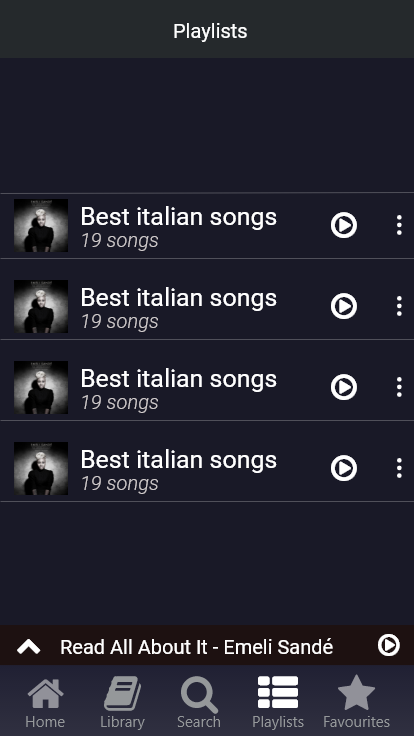 Playlists
Best italian songs
19 songs
Best italian songs
19 songs
Best italian songs
19 songs
Best italian songs
19 songs
Read All About It - Emeli Sandé
Home Library Search Playlists Favourites